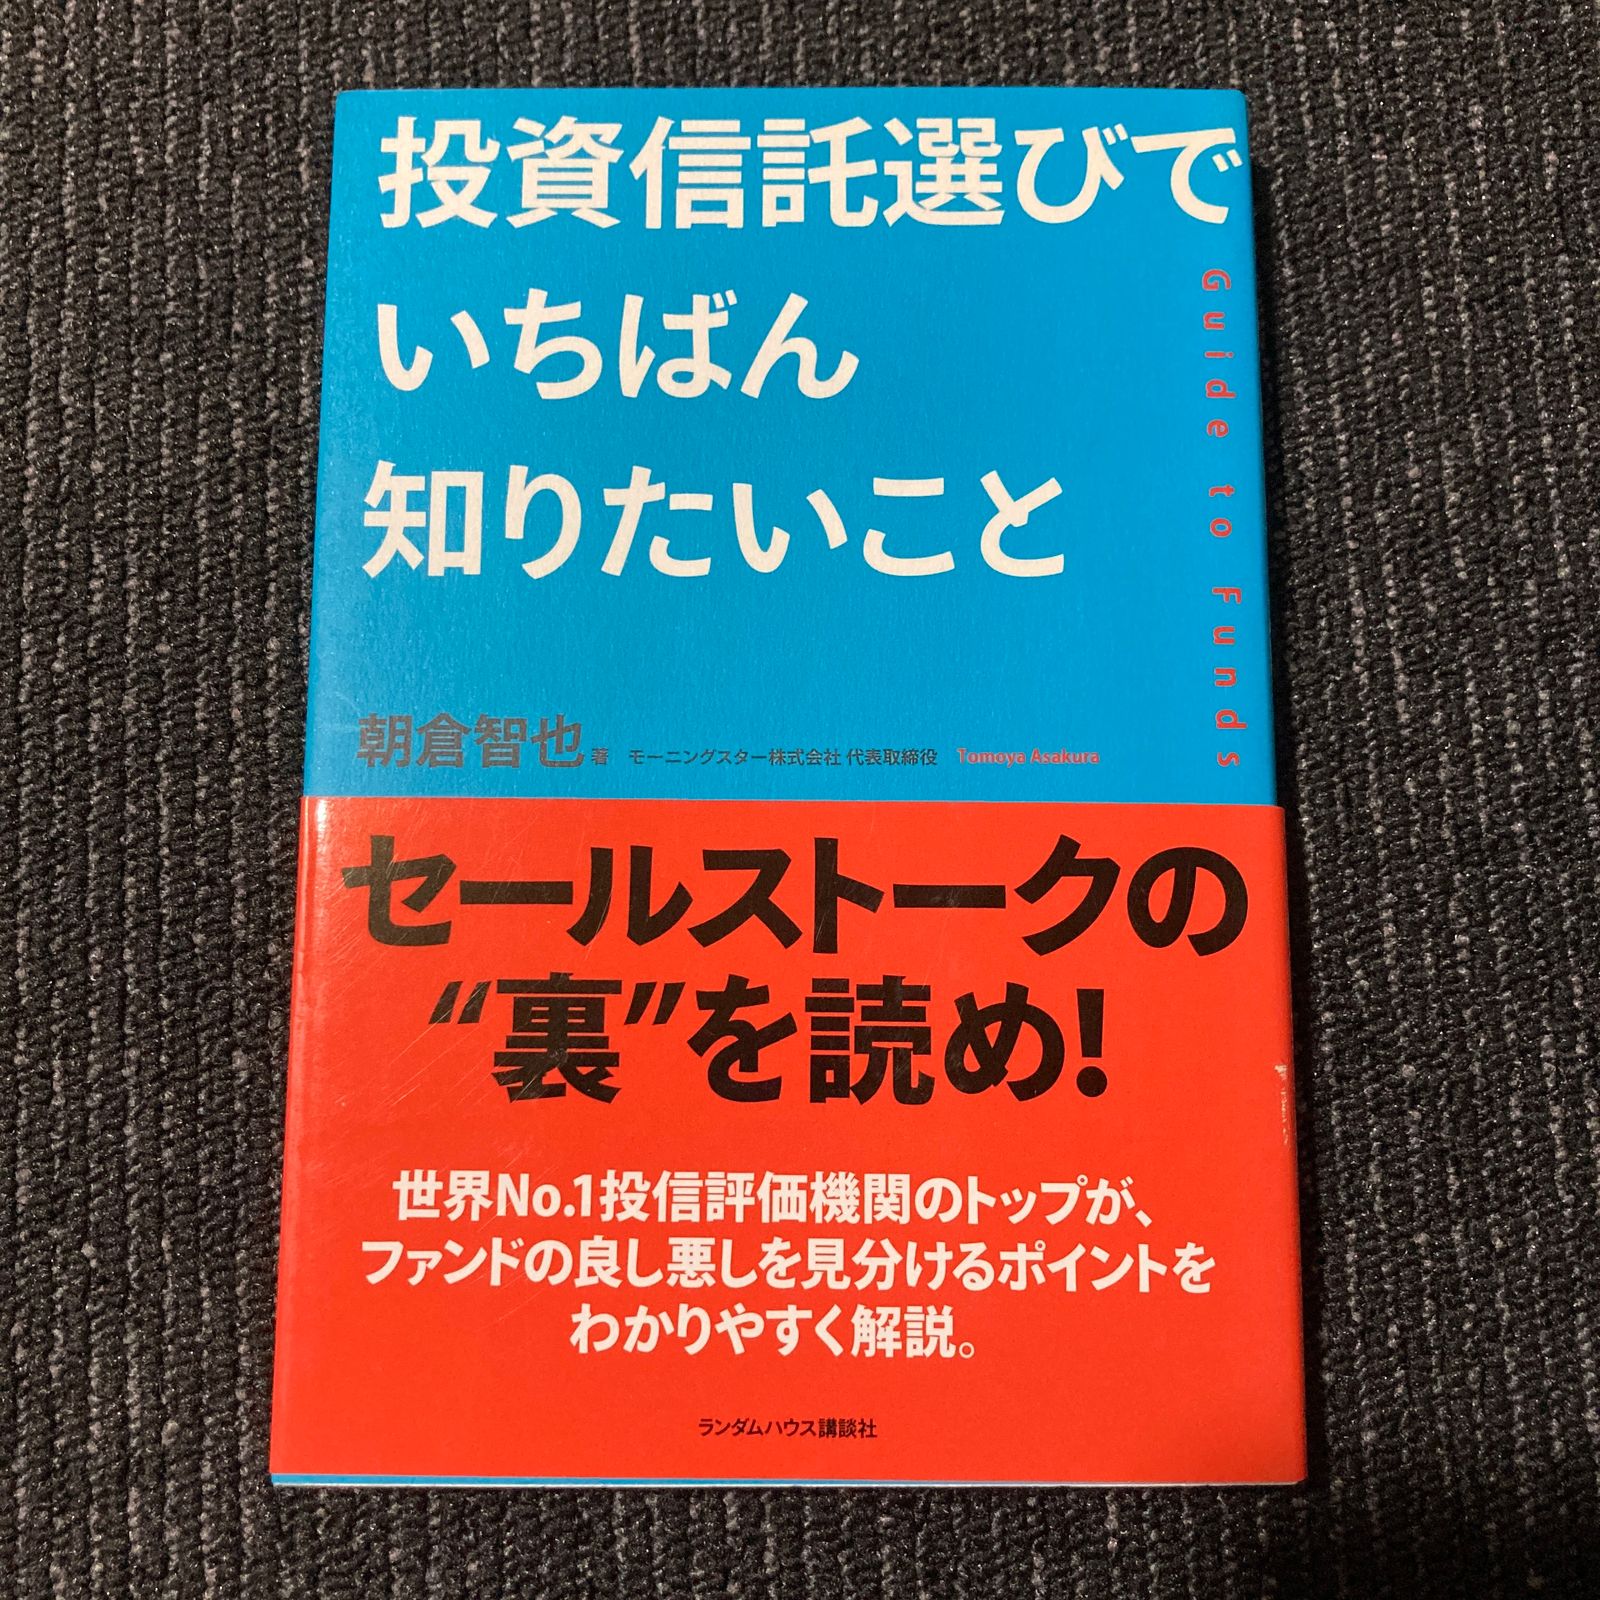 投資信託選びで
いちばん
知りたいこと
Guide to Funds
朝倉智也 著 モーニングスター株式会社 代表取締役 Tomoya Asakura
セールストークの
“裏”を読め!
世界No.1投信評価機関のトップが、
ファンドの良し悪しを見分けるポイントを
わかりやすく解説。
ランダムハウス講談社